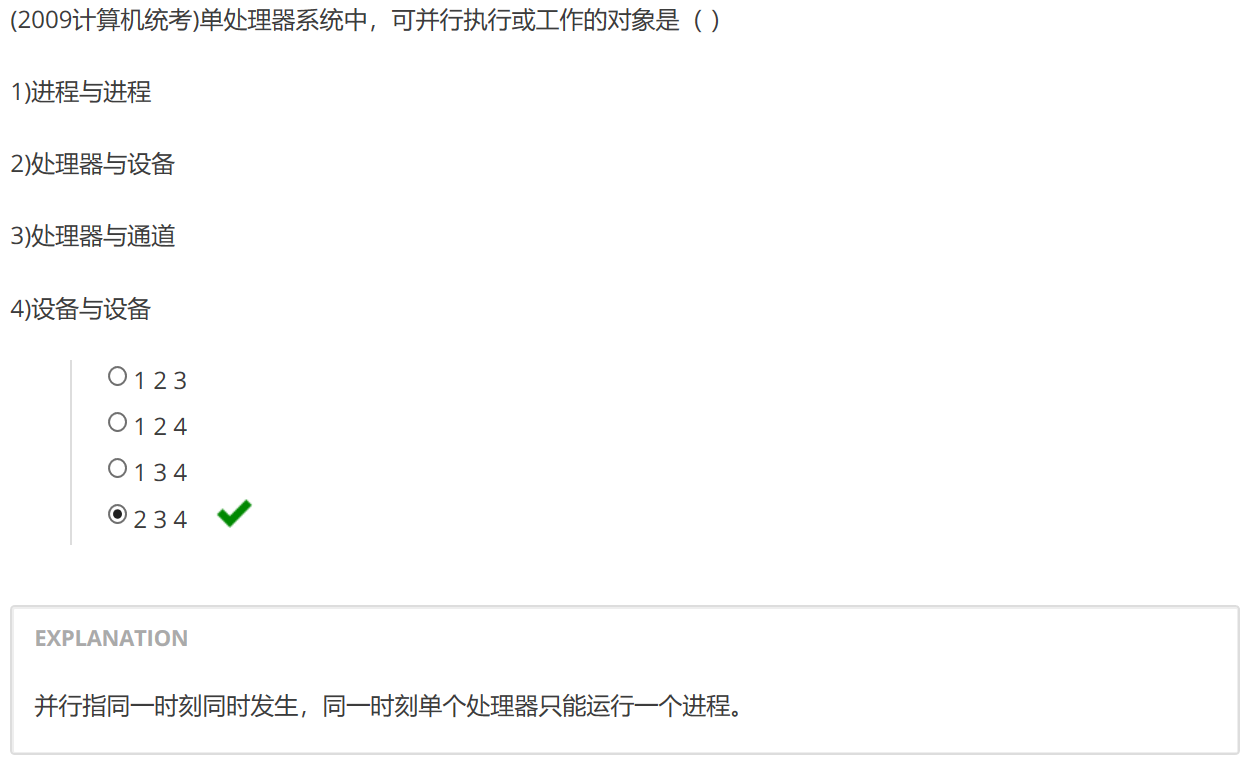 (2009计算机统考)单处理器系统中，可并行执行或工作的对象是（ ）
1)进程与进程
2)处理器与设备
3)处理器与通道
4)设备与设备
1 2 3
1 2 4
1 3 4
2 3 4
EXPLANATION
并行指同一时刻同时发生，同一时刻单个处理器只能运行一个进程。